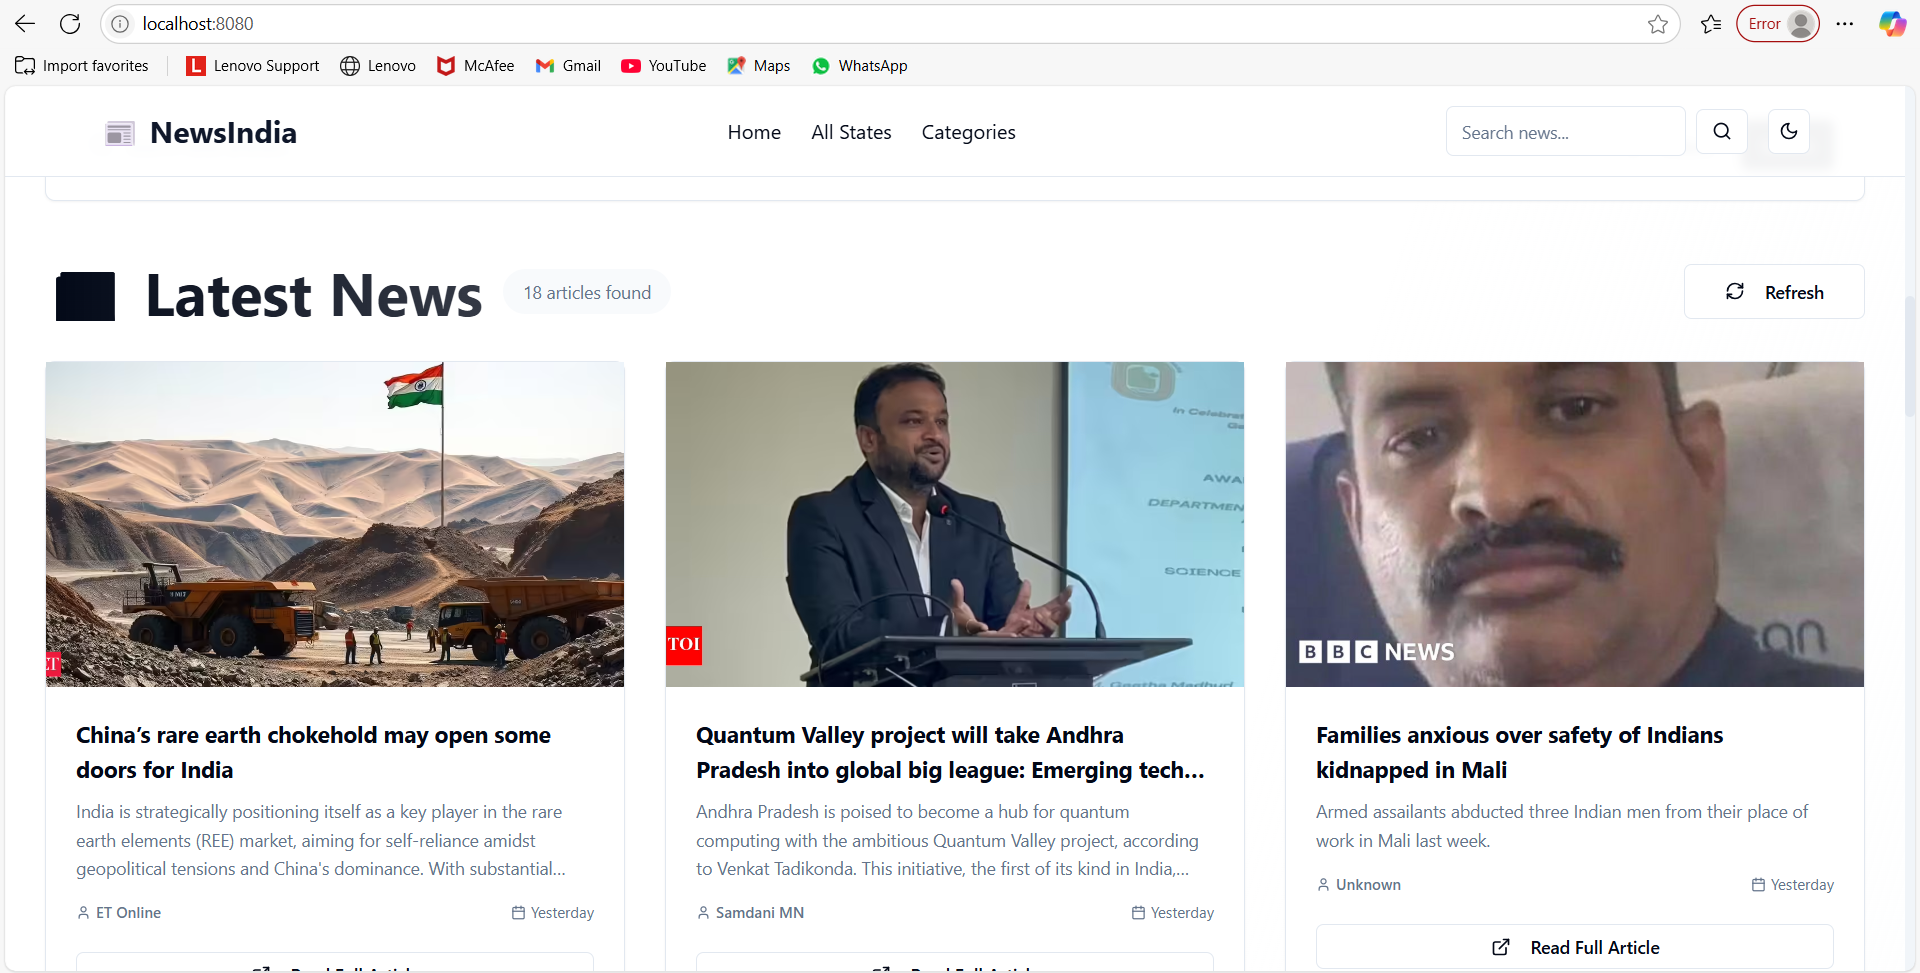 localhost:8080
Error
Import favorites
Lenovo Support
Lenovo
McAfee
Gmail
YouTube
Maps
WhatsApp
NewsIndia
Home
All States
Categories
Search news...
Latest News
18 articles found
Refresh
In Celebrat
AWA
DEPARTMEN
SCIENCE
Geetha Madhuri
TOI
ET
BBC NEWS
China’s rare earth chokehold may open some
doors for India
India is strategically positioning itself as a key player in the rare
earth elements (REE) market, aiming for self-reliance amidst
geopolitical tensions and China's dominance. With substantial...
ET Online
Yesterday
Quantum Valley project will take Andhra
Pradesh into global big league: Emerging tech...
Andhra Pradesh is poised to become a hub for quantum
computing with the ambitious Quantum Valley project, according
to Venkat Tadikonda. This initiative, the first of its kind in India,...
Samdani MN
Yesterday
Families anxious over safety of Indians
kidnapped in Mali
Armed assailants abducted three Indian men from their place of
work in Mali last week.
Unknown
Yesterday
Read Full Article